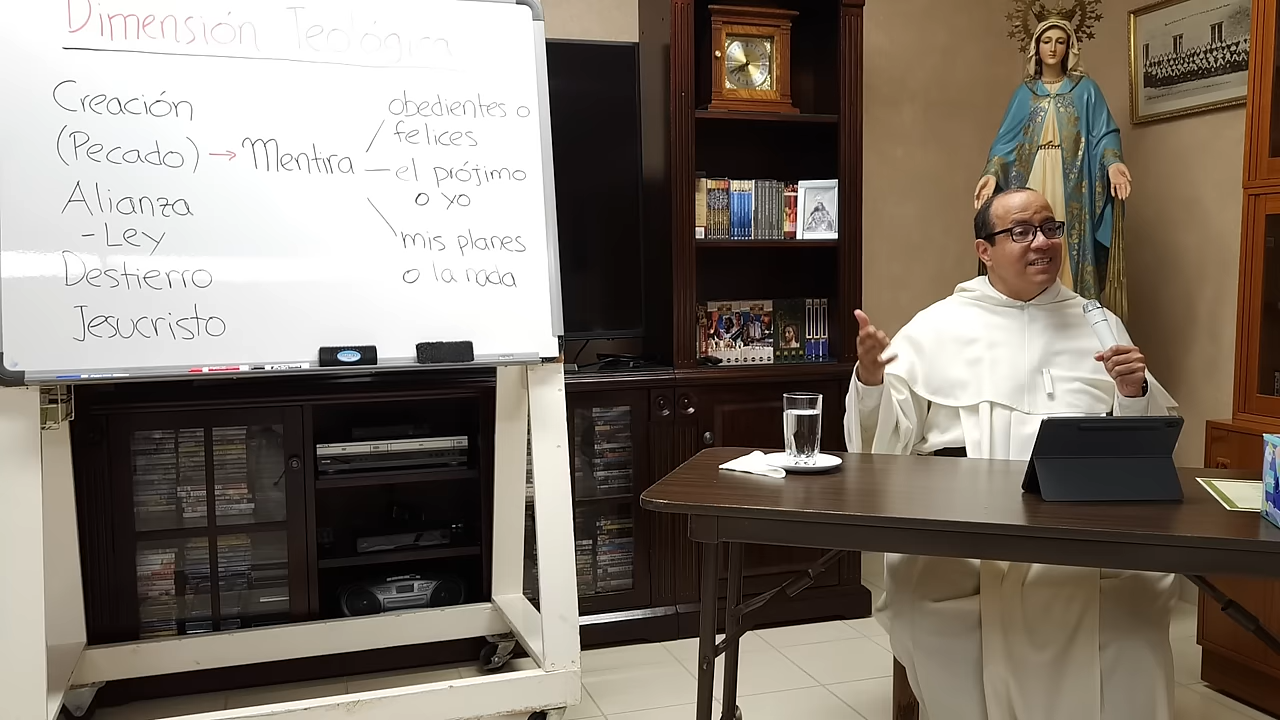 Dimensión Teológica
Creación
(Pecado) → Mentira
Alianza
- Ley
Destierro
Jesucristo
obedientes o
felices
el prójimo
o yo
mis planes
o la nada